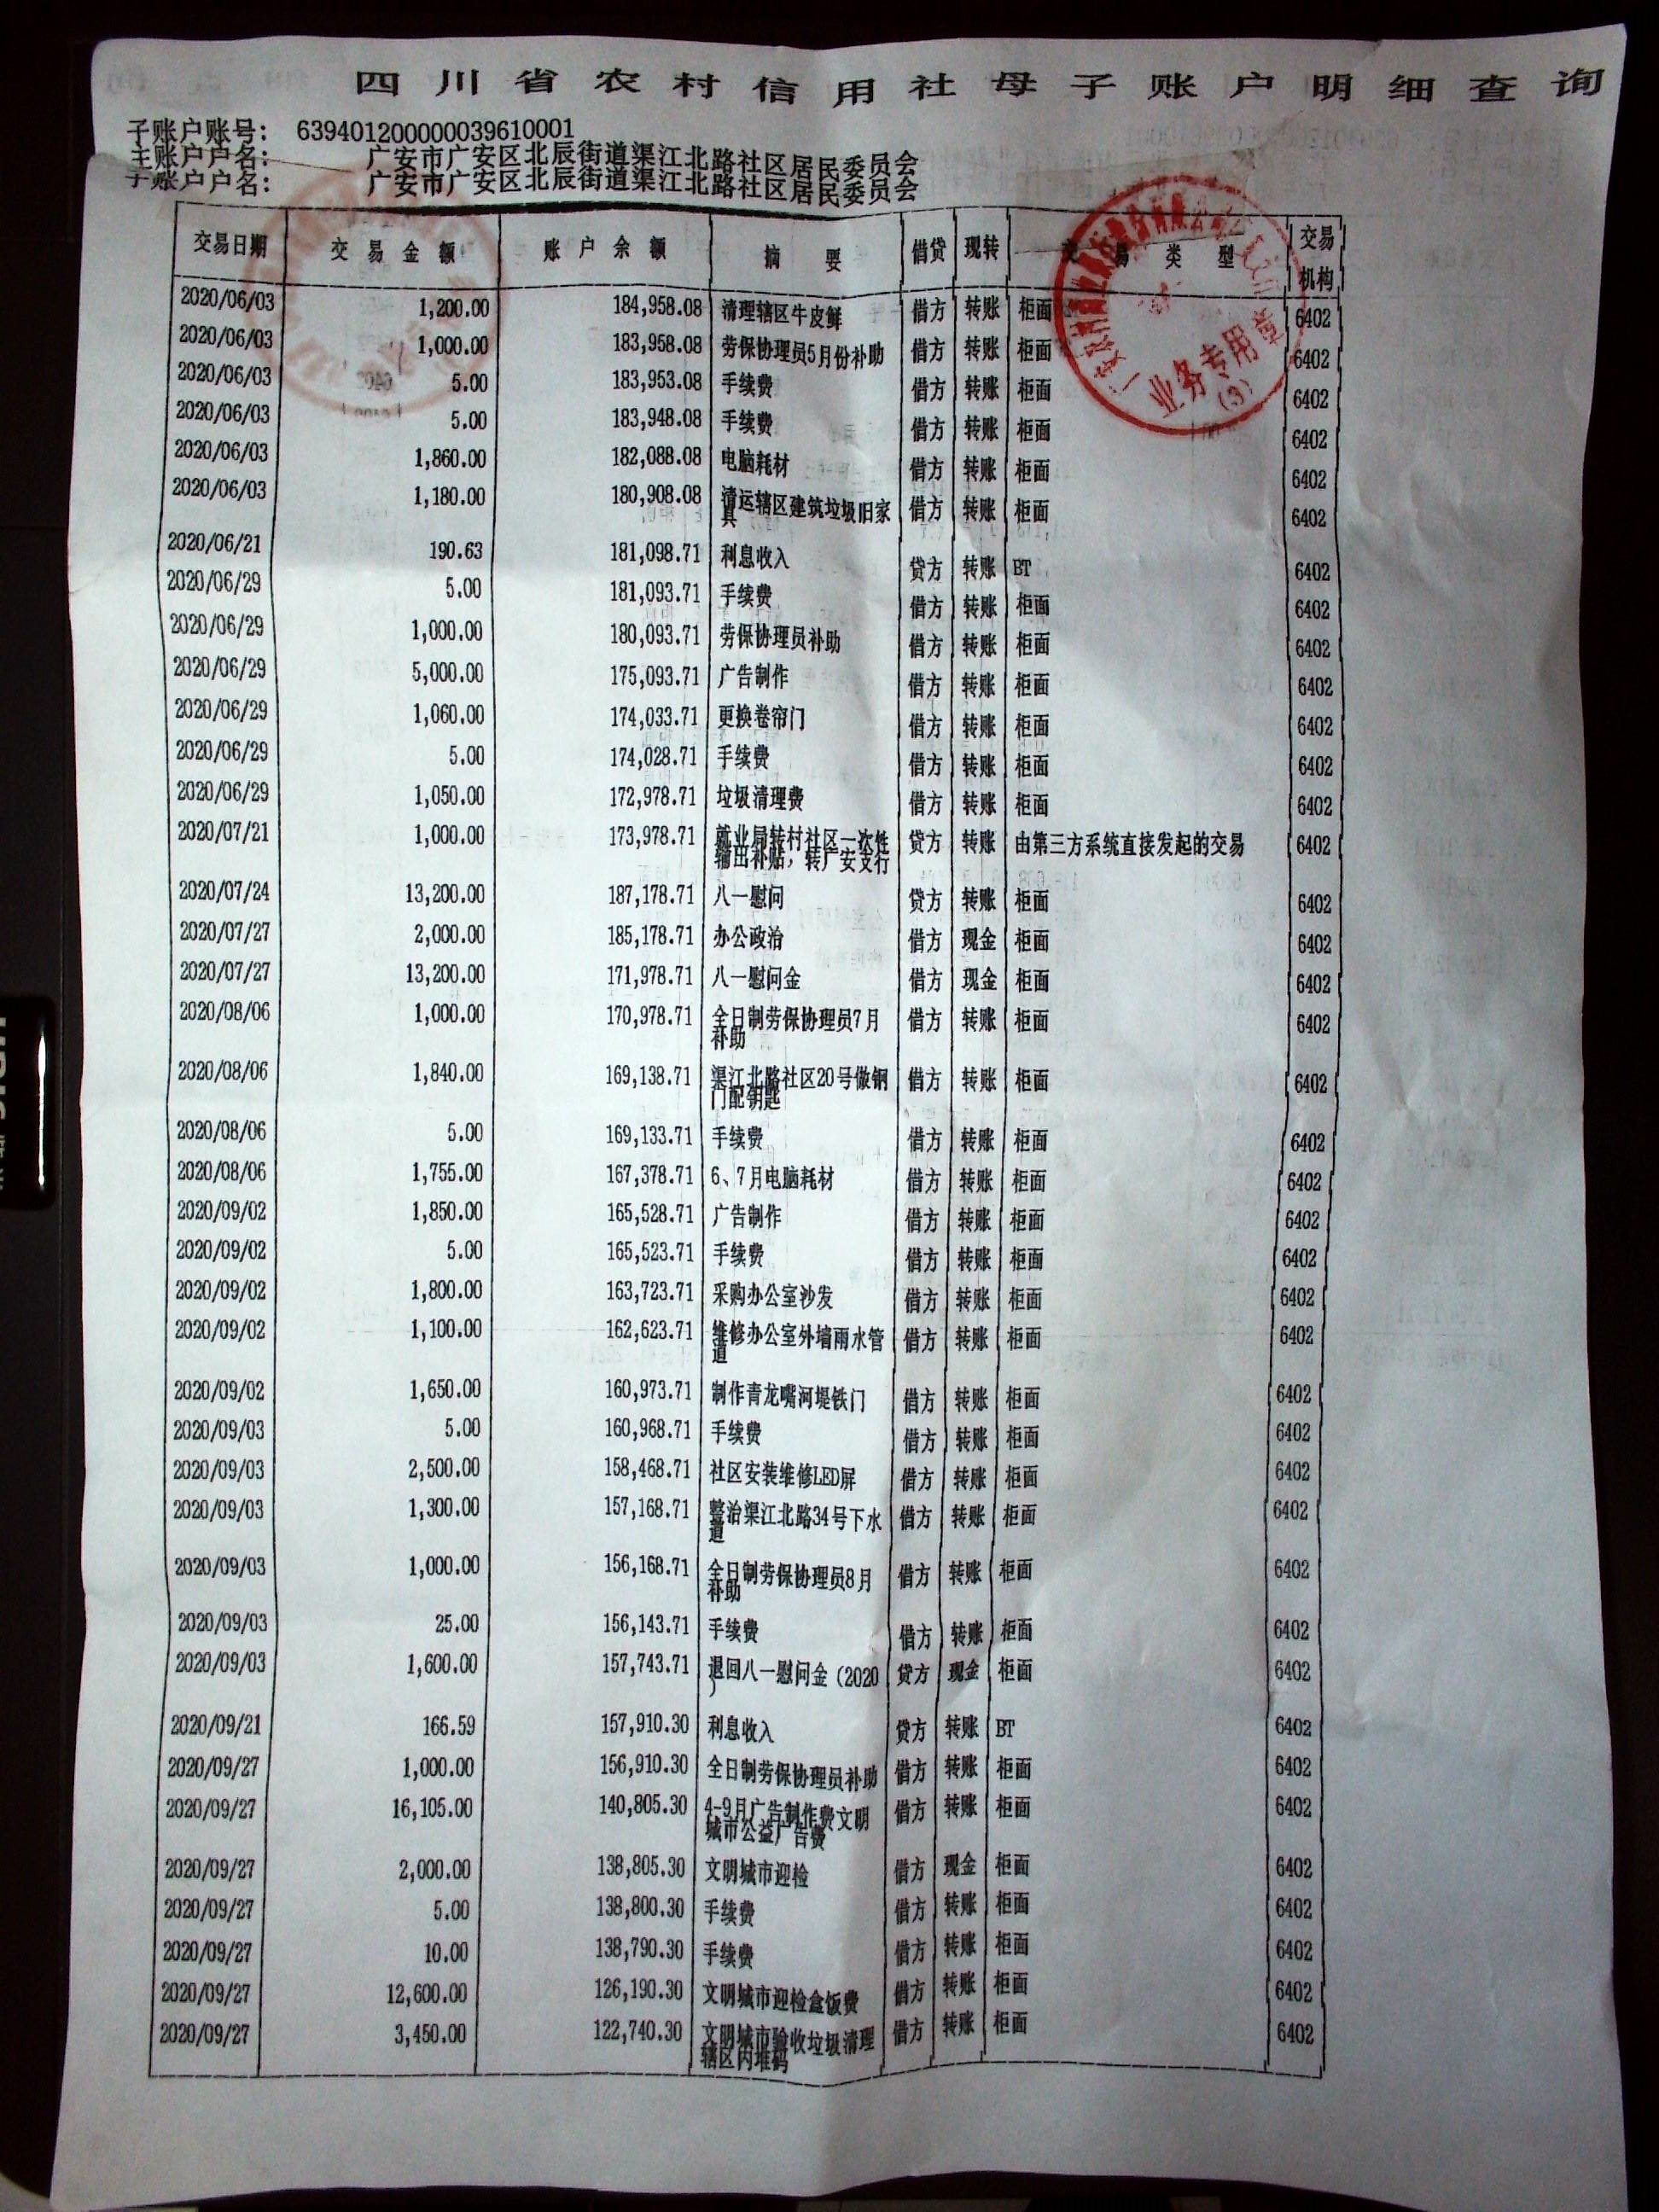 四川省农村信用社母子账户明细查询
子账户账号: 639401200000039610001
主账户户名: 广安市广安区北辰街道渠江北路社区居民委员会
子账户户名: 广安市广安区北辰街道渠江北路社区居民委员会
交易日期 交易金额 账户余额 摘要 借贷 现转 交易类型 交易机构
2020/06/03 1,200.00 184,958.08 清理辖区牛皮鲜 借方 转账 柜面 6402
2020/06/03 1,000.00 183,958.08 劳保协理员5月份补助 借方 转账 柜面 6402
2020/06/03 5.00 183,953.08 手续费 借方 转账 柜面 6402
2020/06/03 5.00 183,948.08 手续费 借方 转账 柜面 6402
2020/06/03 1,860.00 182,088.08 电脑耗材 借方 转账 柜面 6402
2020/06/03 1,180.00 180,908.08 清运辖区建筑垃圾旧家具 借方 转账 柜面 6402
2020/06/21 190.63 181,098.71 利息收入 贷方 转账 BT 6402
2020/06/29 5.00 181,093.71 手续费 借方 转账 柜面 6402
2020/06/29 1,000.00 180,093.71 劳保协理员补助 借方 转账 柜面 6402
2020/06/29 5,000.00 175,093.71 广告制作 借方 转账 柜面 6402
2020/06/29 1,060.00 174,033.71 更换卷帘门 借方 转账 柜面 6402
2020/06/29 5.00 174,028.71 手续费 借方 转账 柜面 6402
2020/06/29 1,050.00 172,978.71 垃圾清理费 借方 转账 柜面 6402
2020/07/21 1,000.00 173,978.71 就业局转村社区一次性输出补贴，转广安支行 贷方 转账 由第三方系统直接发起的交易 6402
2020/07/24 13,200.00 187,178.71 八一慰问 贷方 转账 柜面 6402
2020/07/27 2,000.00 185,178.71 办公政治 借方 现金 柜面 6402
2020/07/27 13,200.00 171,978.71 八一慰问金 借方 现金 柜面 6402
2020/08/06 1,000.00 170,978.71 全日制劳保协理员7月补助 借方 转账 柜面 6402
2020/08/06 1,840.00 169,138.71 渠江北路社区20号做钢门配钥匙 借方 转账 柜面 6402
2020/08/06 5.00 169,133.71 手续费 借方 转账 柜面 6402
2020/08/06 1,755.00 167,378.71 6、7月电脑耗材 借方 转账 柜面 6402
2020/09/02 1,850.00 165,528.71 广告制作 借方 转账 柜面 6402
2020/09/02 5.00 165,523.71 手续费 借方 转账 柜面 6402
2020/09/02 1,800.00 163,723.71 采购办公室沙发 借方 转账 柜面 6402
2020/09/02 1,100.00 162,623.71 维修办公室外墙雨水管道 借方 转账 柜面 6402
2020/09/02 1,650.00 160,973.71 制作青龙嘴河堤铁门 借方 转账 柜面 6402
2020/09/03 5.00 160,968.71 手续费 借方 转账 柜面 6402
2020/09/03 2,500.00 158,468.71 社区安装维修LED屏 借方 转账 柜面 6402
2020/09/03 1,300.00 157,168.71 整治渠江北路34号下水道 借方 转账 柜面 6402
2020/09/03 1,000.00 156,168.71 全日制劳保协理员8月补助 借方 转账 柜面 6402
2020/09/03 25.00 156,143.71 手续费 借方 转账 柜面 6402
2020/09/03 1,600.00 157,743.71 退回八一慰问金（2020） 贷方 现金 柜面 6402
2020/09/21 166.59 157,910.30 利息收入 贷方 转账 BT 6402
2020/09/27 1,000.00 156,910.30 全日制劳保协理员补助 借方 转账 柜面 6402
2020/09/27 16,105.00 140,805.30 4-9月广告制作费文明城市公益广告费 借方 转账 柜面 6402
2020/09/27 2,000.00 138,805.30 文明城市迎检 借方 现金 柜面 6402
2020/09/27 5.00 138,800.30 手续费 借方 转账 柜面 6402
2020/09/27 10.00 138,790.30 手续费 借方 转账 柜面 6402
2020/09/27 12,600.00 126,190.30 文明城市迎检盒饭费 借方 转账 柜面 6402
2020/09/27 3,450.00 122,740.30 文明城市验收垃圾清理辖区内堆码 借方 转账 柜面 6402
业务专用章
(3)